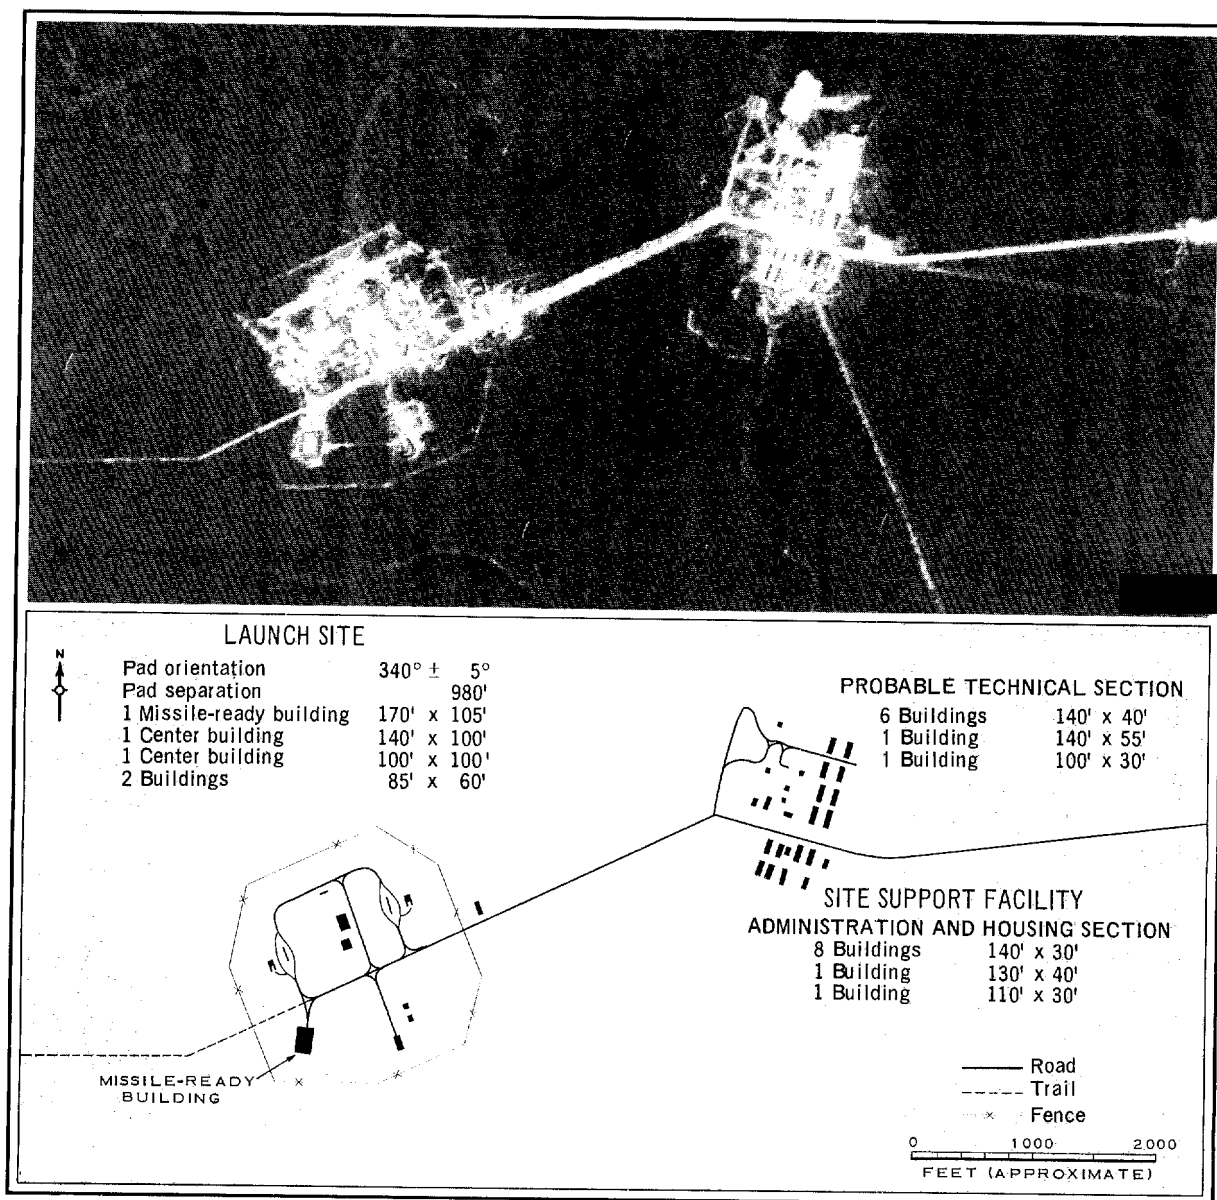 LAUNCH SITE
N
Pad orientation 340° ± 5°
Pad separation 980'
1 Missile-ready building 170' x 105'
1 Center building 140' x 100'
1 Center building 100' x 100'
2 Buildings 85' x 60'
PROBABLE TECHNICAL SECTION
6 Buildings 140' x 40'
1 Building 140' x 55'
1 Building 100' x 30'
SITE SUPPORT FACILITY
ADMINISTRATION AND HOUSING SECTION
8 Buildings 140' x 30'
1 Building 130' x 40'
1 Building 110' x 30'
MISSILE-READY
BUILDING
Road
Trail
Fence
0 1000 2000
FEET (APPROXIMATE)